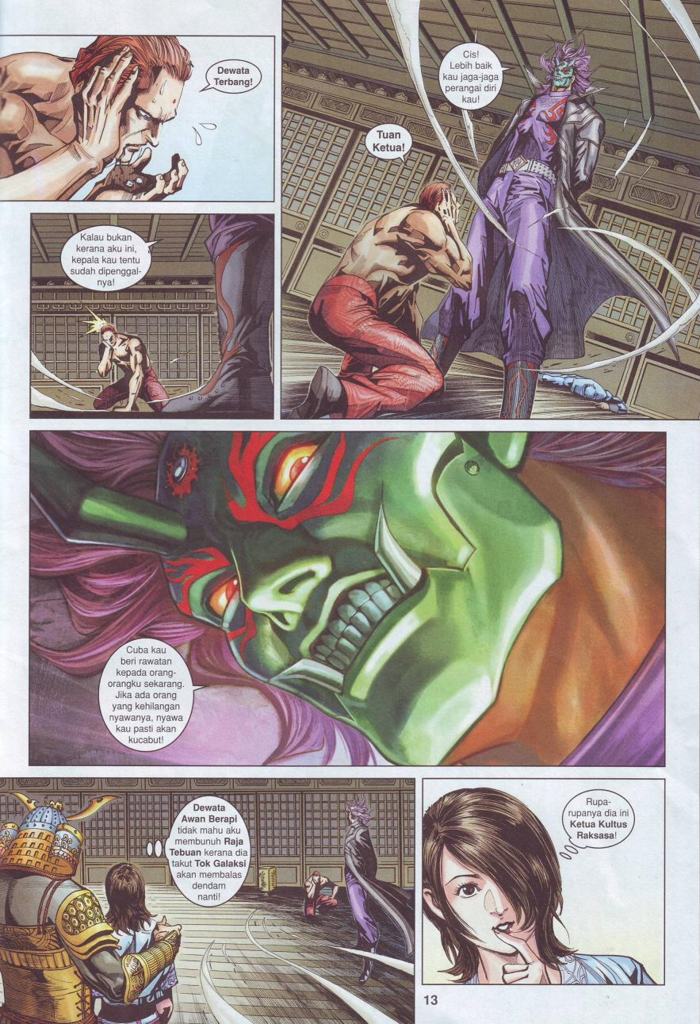 Dewata
Terbang!
Cis!
Lebih baik
kau jaga-jaga
perangai diri
kau!
Tuan
Ketua!
Kalau bukan
kerana aku ini,
kepala kau tentu
sudah dipenggal-
nya!
Cuba kau
beri rawatan
kepada orang-
orangku sekarang.
Jika ada orang
yang kehilangan
nyawanya, nyawa
kau pasti akan
kucabut!
Dewata
Awan Berapi
tidak mahu aku
membunuh Raja
Tebuan kerana dia
takut Tok Galaksi
akan membalas
dendam
nanti!
Rupa-
rupanya dia ini
Ketua Kultus
Raksasa!
13